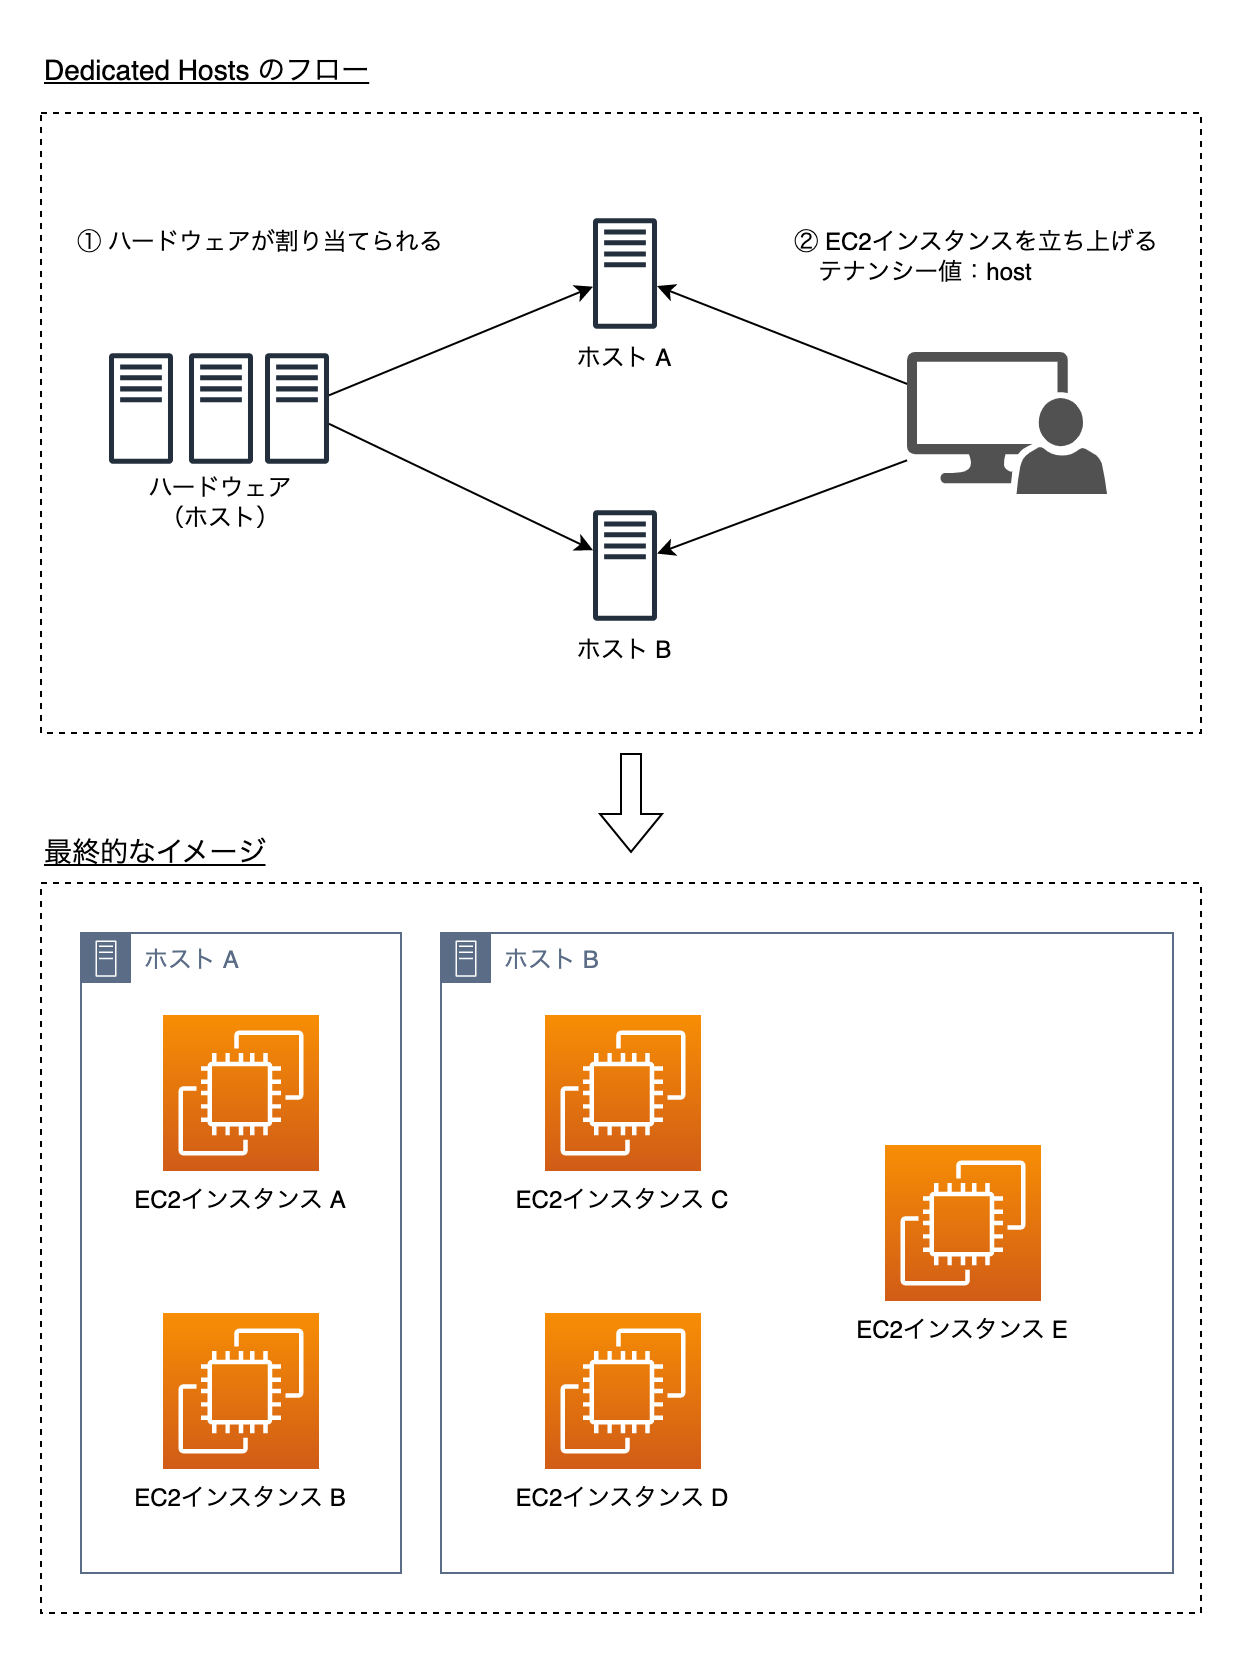 Dedicated Hosts のフロー
① ハードウェアが割り当てられる
② EC2インスタンスを立ち上げる
テナンシー値：host
ホスト A
ハードウェア
（ホスト）
ホスト B
最終的なイメージ
ホスト A
ホスト B
EC2インスタンス A
EC2インスタンス C
EC2インスタンス E
EC2インスタンス B
EC2インスタンス D